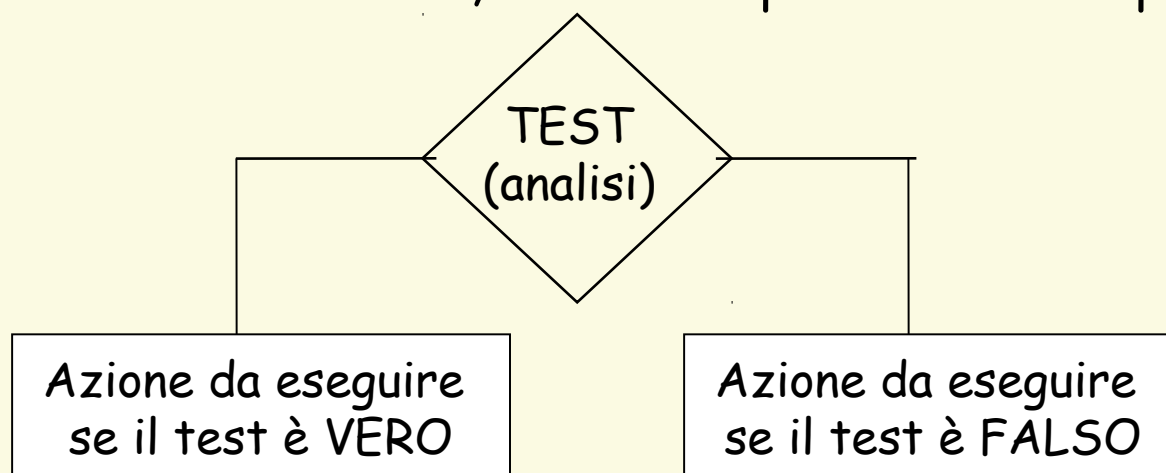 TEST
(analisi)
Azione da eseguire
se il test è VERO
Azione da eseguire
se il test è FALSO